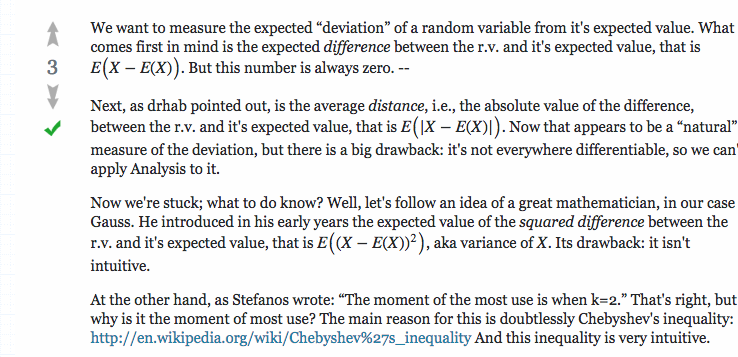 We want to measure the expected “deviation” of a random variable from it's expected value. What
comes first in mind is the expected difference between the r.v. and it's expected value, that is
3
E(X − E(X)). But this number is always zero. --
Next, as drhab pointed out, is the average distance, i.e., the absolute value of the difference,
between the r.v. and it's expected value, that is E(|X − E(X)|). Now that appears to be a “natural”
measure of the deviation, but there is a big drawback: it's not everywhere differentiable, so we can'
apply Analysis to it.
Now we're stuck; what to do know? Well, let's follow an idea of a great mathematician, in our case
Gauss. He introduced in his early years the expected value of the squared difference between the
r.v. and it's expected value, that is E((X − E(X))²), aka variance of X. Its drawback: it isn't
intuitive.
At the other hand, as Stefanos wrote: “The moment of the most use is when k=2.” That's right, but
why is it the moment of most use? The main reason for this is doubtlessly Chebyshev's inequality:
http://en.wikipedia.org/wiki/Chebyshev%27s_inequality And this inequality is very intuitive.